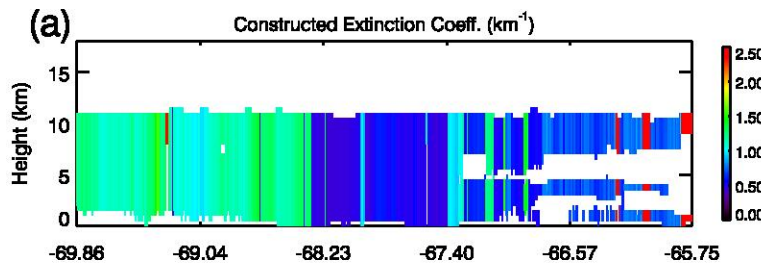 (a)
Constructed Extinction Coeff. (km⁻¹)
Height (km)
15
10
5
0
2.50
2.00
1.50
1.00
0.50
0.00
-69.86 -69.04 -68.23 -67.40 -66.57 -65.75